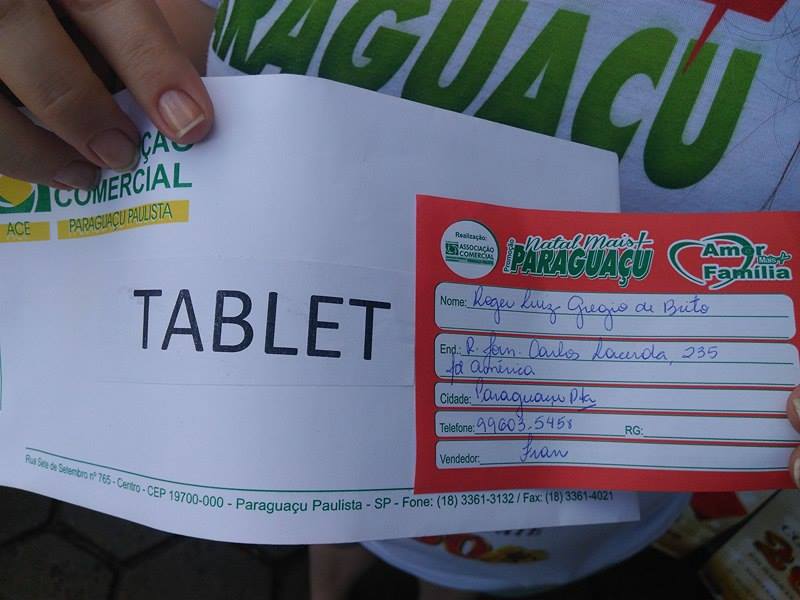 ARAGUAÇU
ÇÃO
COMERCIAL
ACE PARAGUAÇU PAULISTA
TABLET
Rua Sete de Setembro nº 765 - Centro - CEP 19700-000 - Paraguaçu Paulista - SP - Fone: (18) 3361-3132 / Fax: (18) 3361-4021
Realização:
ASSOCIAÇÃO
COMERCIAL
Promoção Natal Mais+
PARAGUAÇU
Amor
Mais +
Família
Nome: Roger Luiz Gregio de Brito
End.: R. Jorn. Carlos Lacerda, 235
Jd América
Cidade: Paraguaçu Pta
Telefone: 99603-5458 RG:
Vendedor: Fran